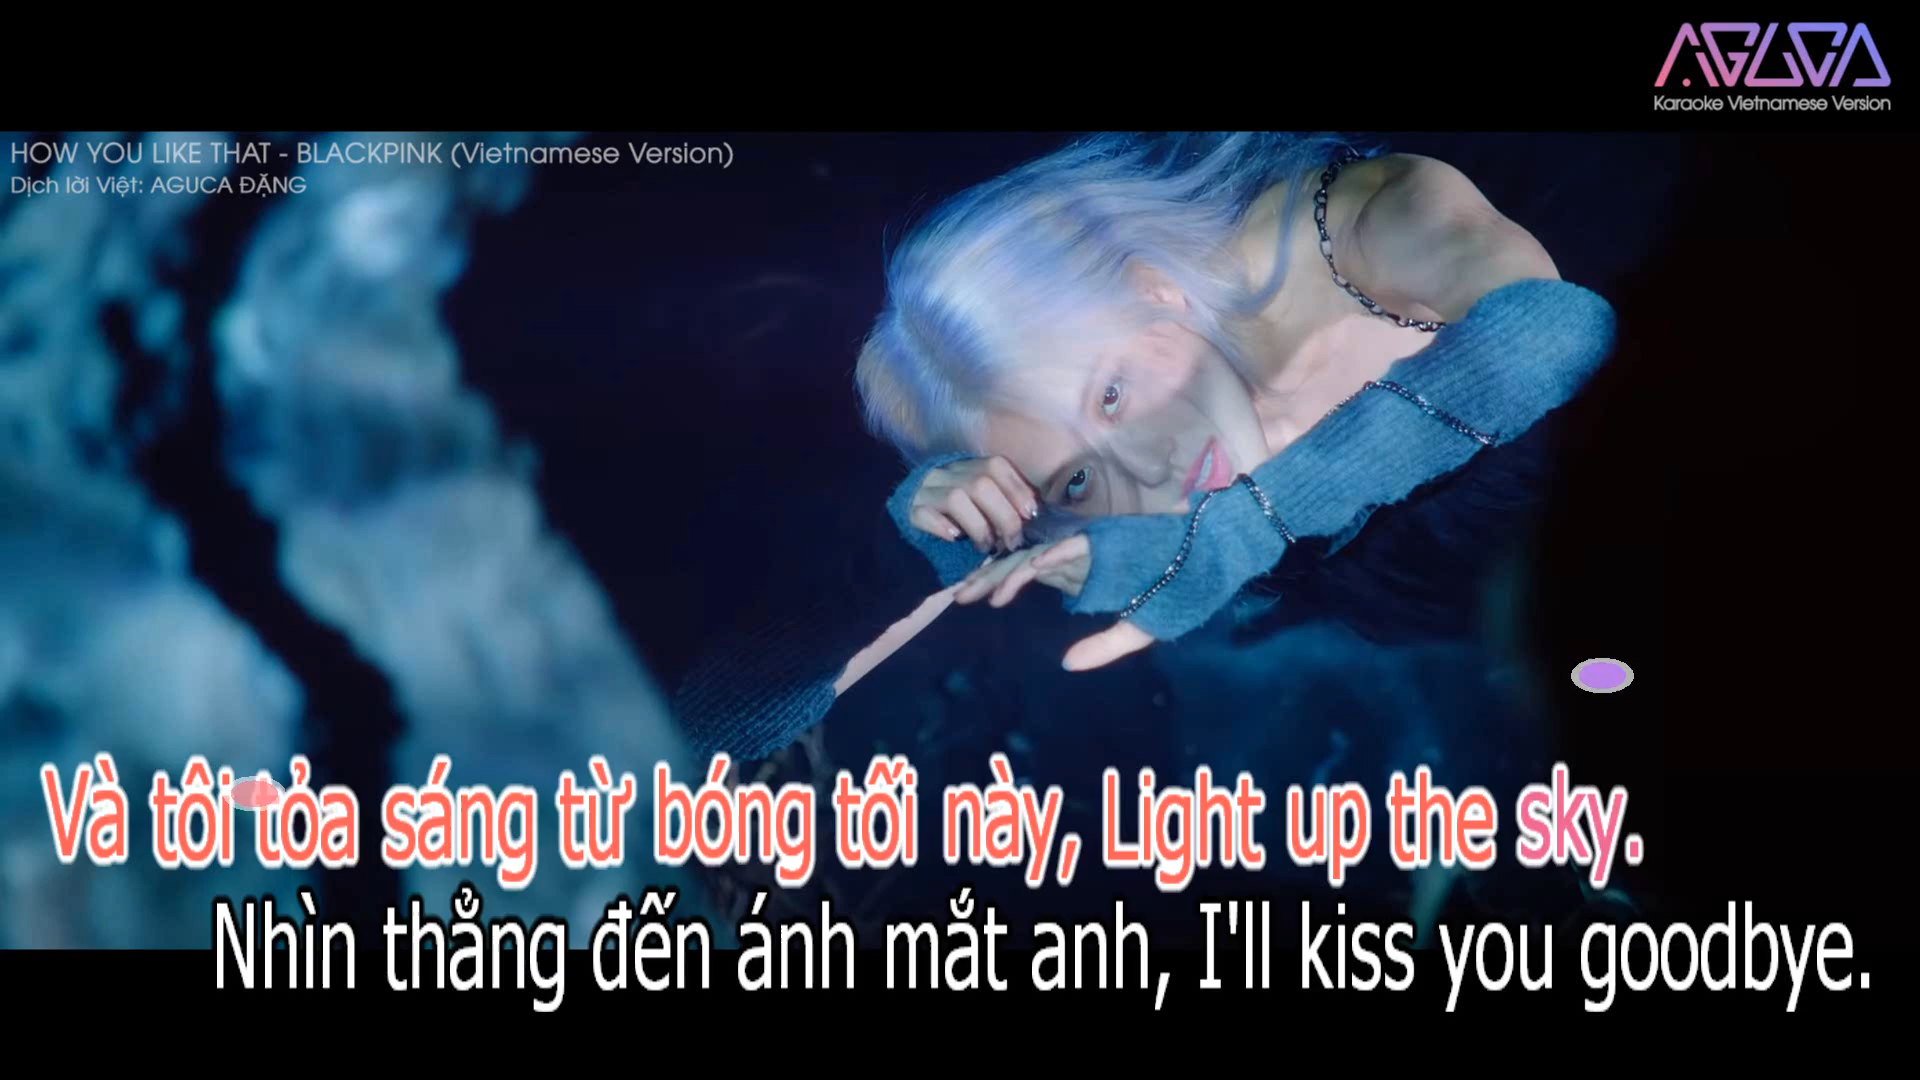 AGUCA
Karaoke Vietnamese Version
HOW YOU LIKE THAT - BLACKPINK (Vietnamese Version)
Dịch lời Việt: AGUCA ĐẶNG
Và tôi tỏa sáng từ bóng tối này, Light up the sky.
Nhìn thẳng đến ánh mắt anh, I'll kiss you goodbye.